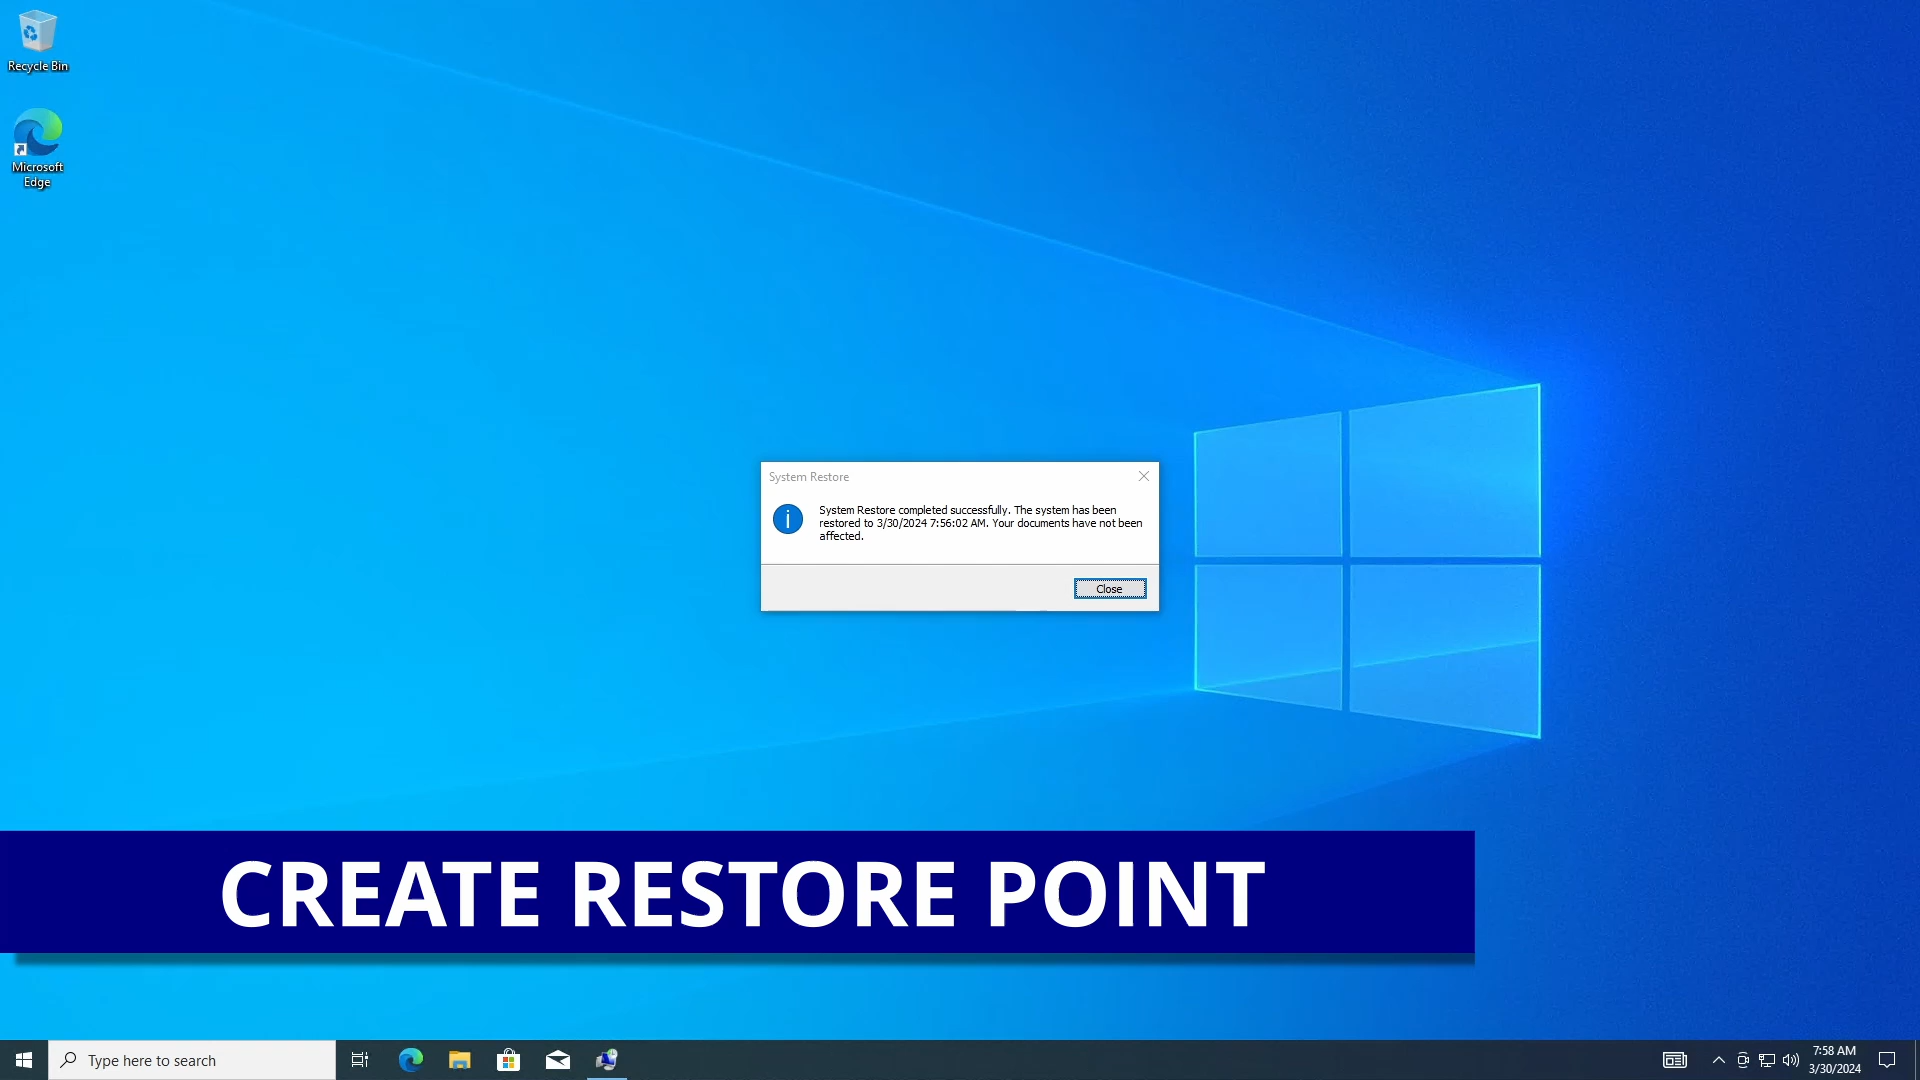 Recycle Bin
Microsoft
Edge
System Restore
System Restore completed successfully. The system has been
restored to 3/30/2024 7:56:02 AM. Your documents have not been
affected.
Close
CREATE RESTORE POINT
Type here to search
7:58 AM
3/30/2024